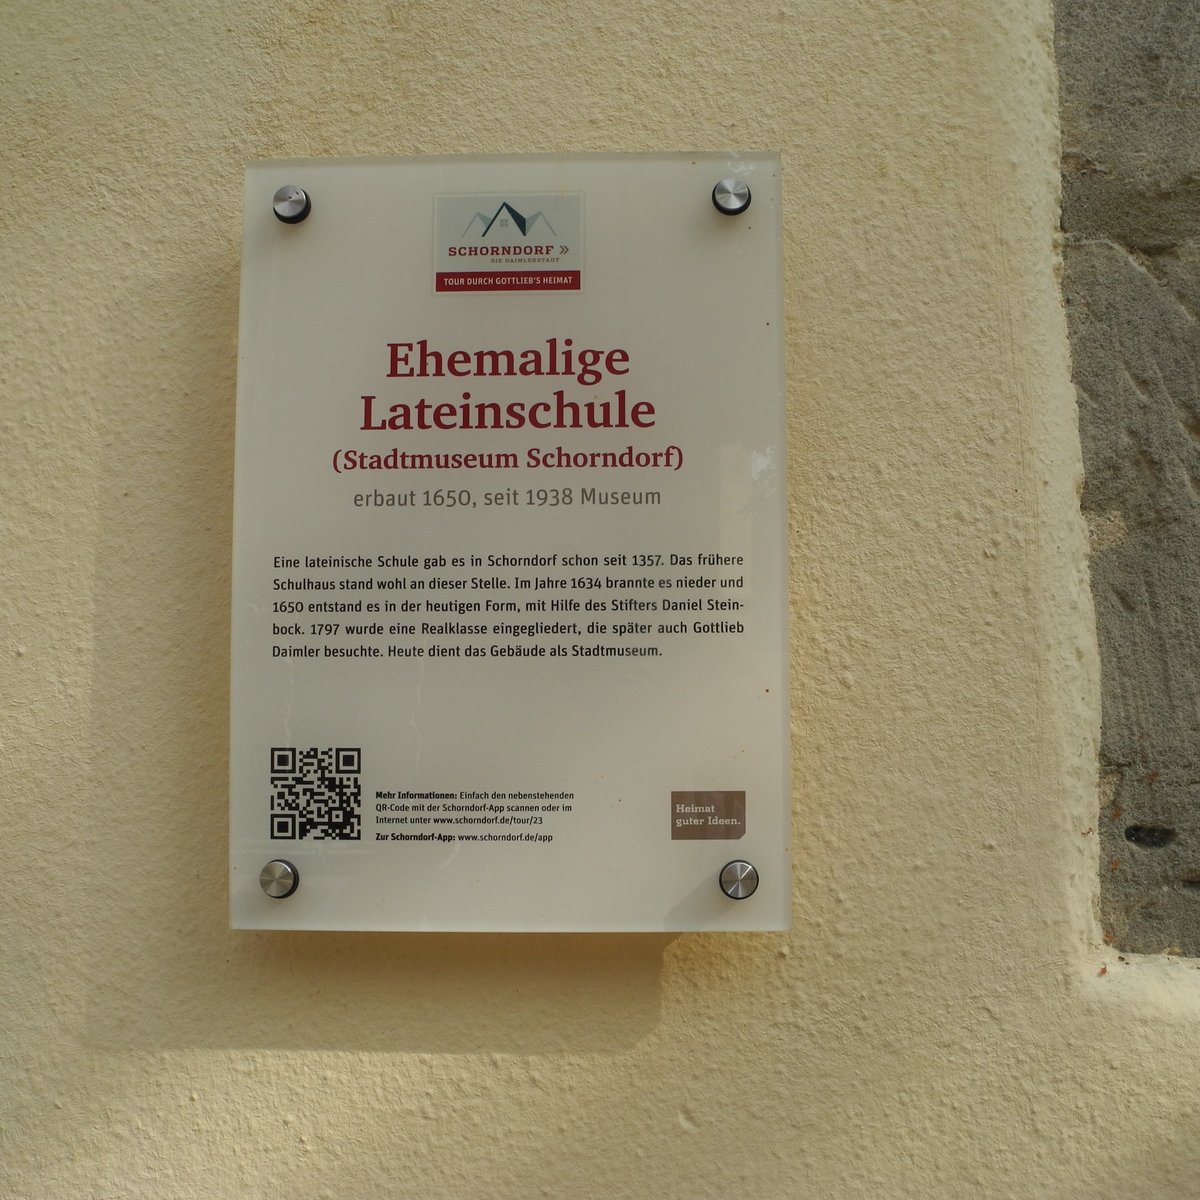 SCHORNDORF »
DIE DAIMLERSTADT
TOUR DURCH GOTTLIEB'S HEIMAT
Ehemalige
Lateinschule
(Stadtmuseum Schorndorf)
erbaut 1650, seit 1938 Museum
Eine lateinische Schule gab es in Schorndorf schon seit 1357. Das frühere
Schulhaus stand wohl an dieser Stelle. Im Jahre 1634 brannte es nieder und
1650 entstand es in der heutigen Form, mit Hilfe des Stifters Daniel Stein-
bock. 1797 wurde eine Realklasse eingegliedert, die später auch Gottlieb
Daimler besuchte. Heute dient das Gebäude als Stadtmuseum.
Mehr Informationen: Einfach den nebenstehenden
QR-Code mit der Schorndorf-App scannen oder im
Internet unter www.schorndorf.de/tour/23
Zur Schorndorf-App: www.schorndorf.de/app
Heimat
guter Ideen.